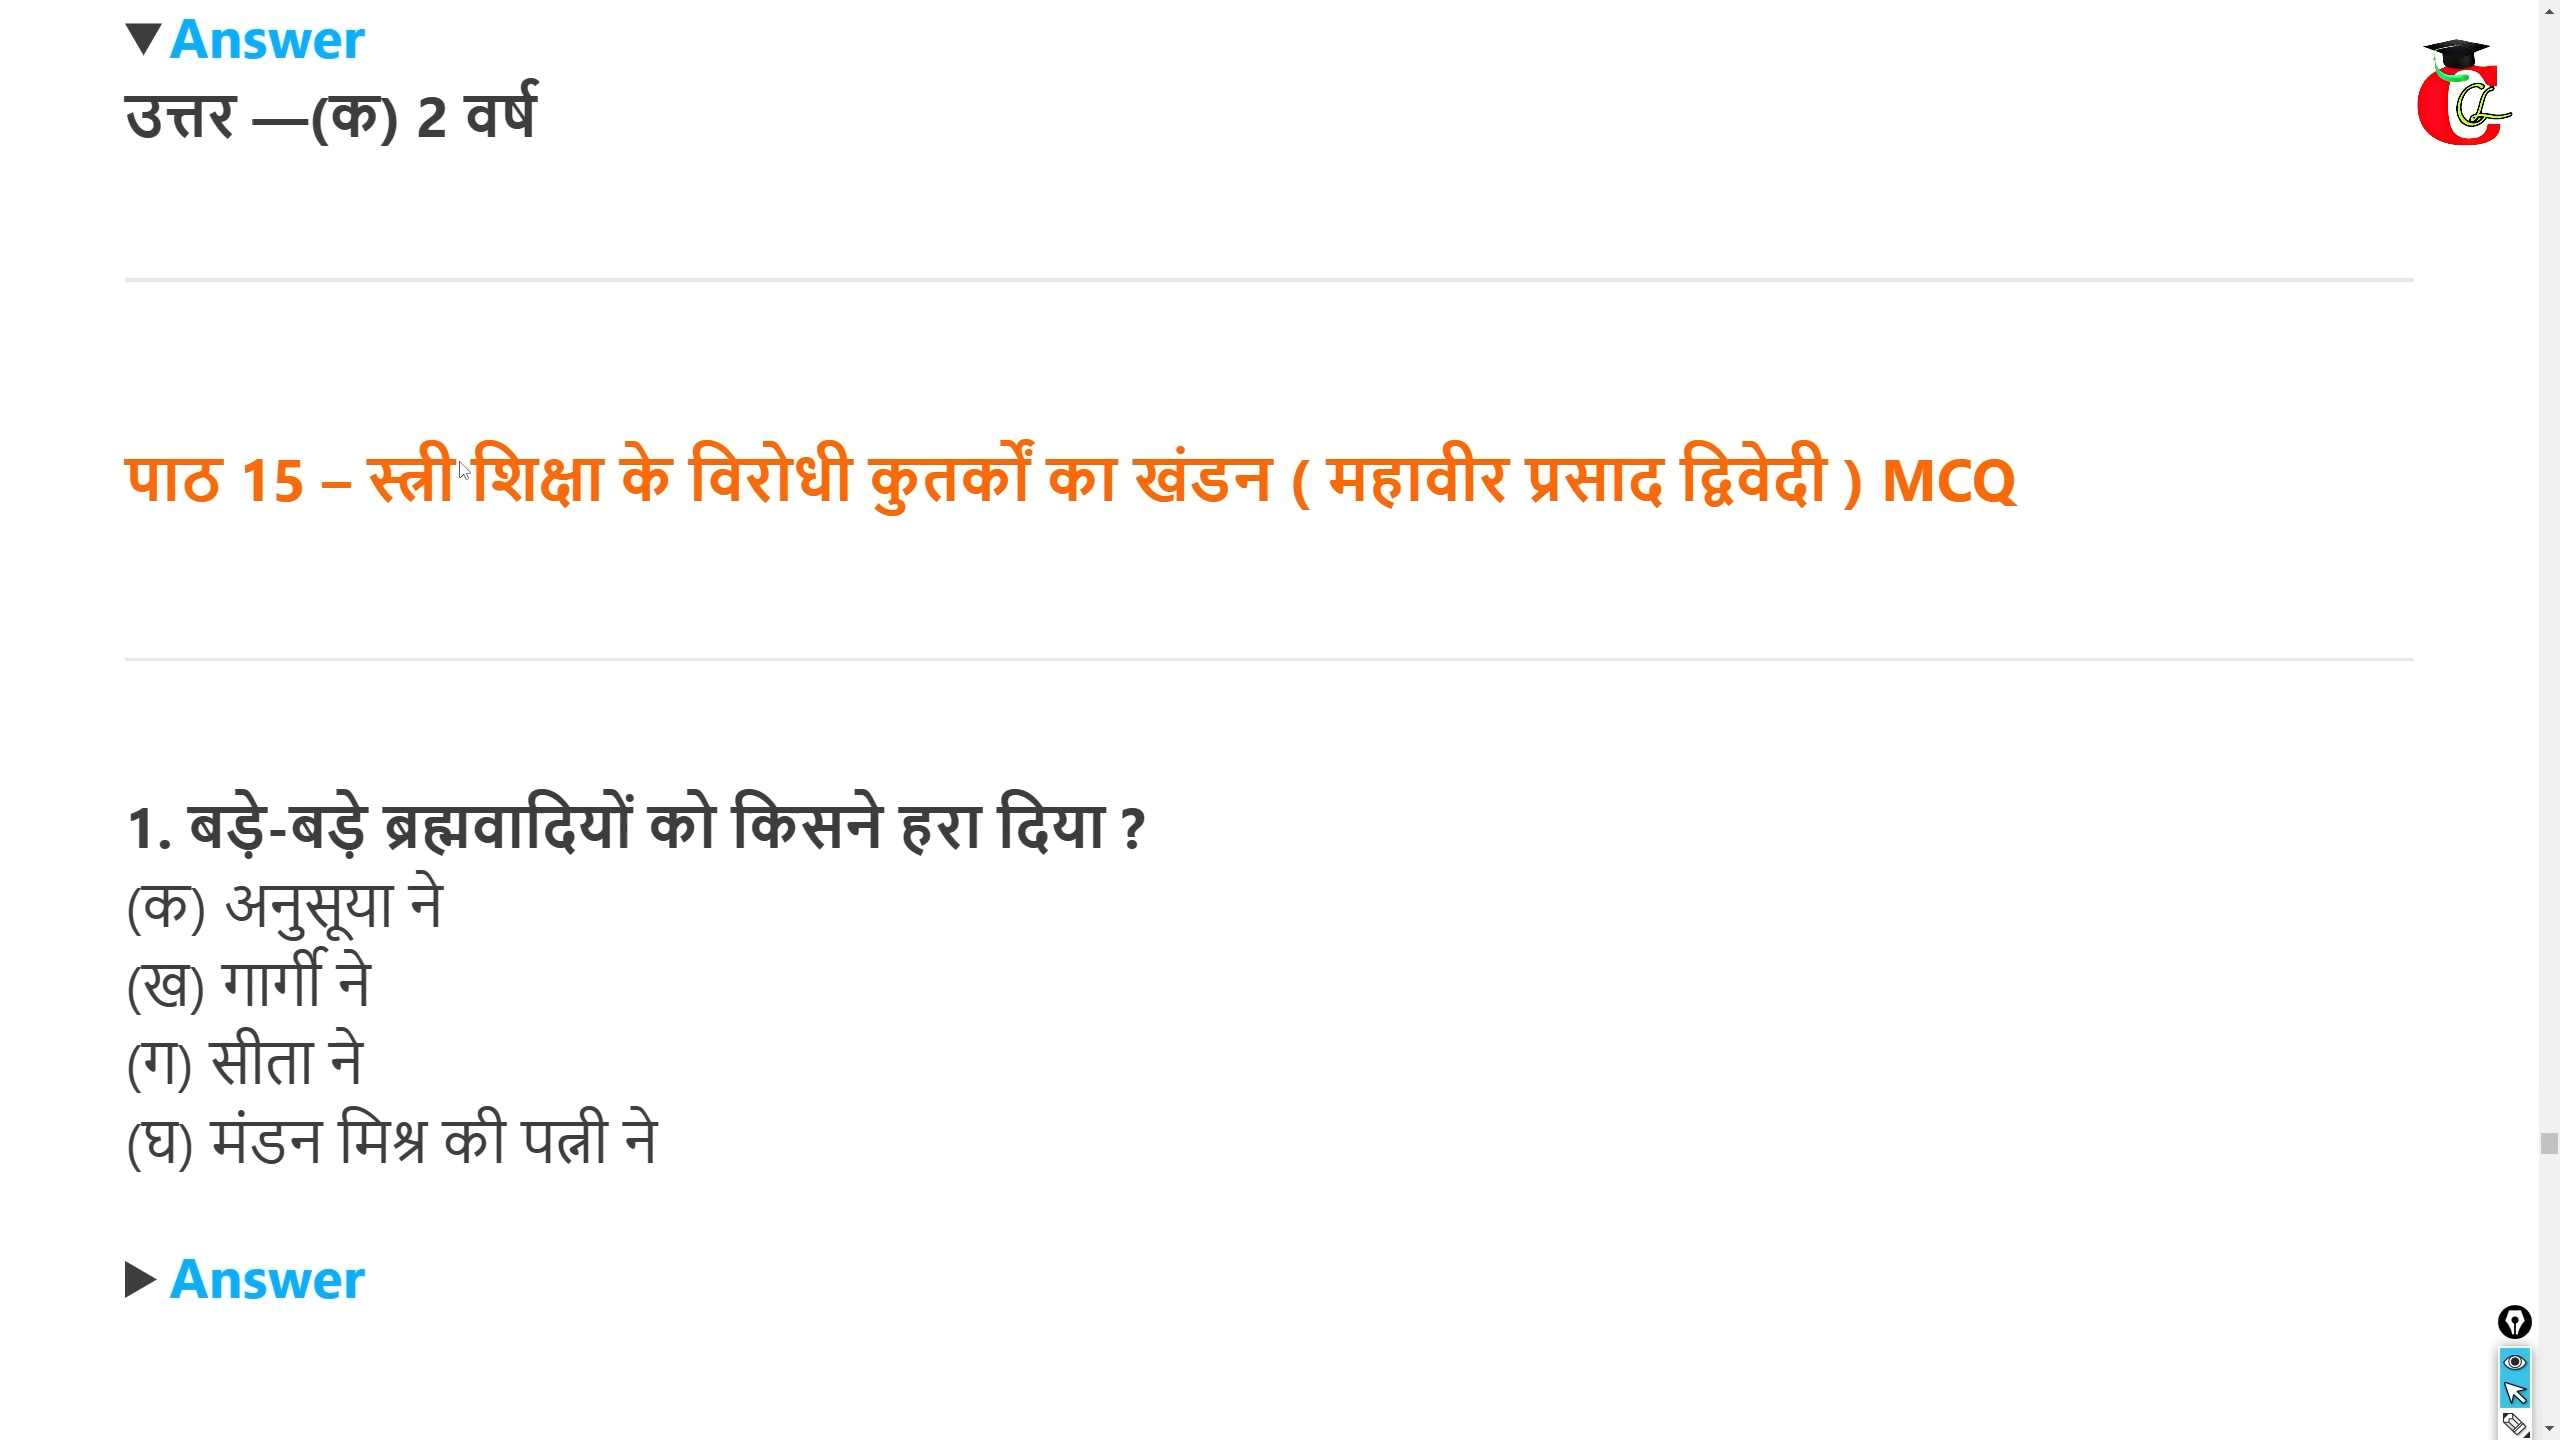 ▼ Answer
उत्तर —(क) 2 वर्ष
पाठ 15 – स्त्री शिक्षा के विरोधी कुतर्कों का खंडन ( महावीर प्रसाद द्विवेदी ) MCQ
1. बड़े-बड़े ब्रह्मवादियों को किसने हरा दिया ?
(क) अनुसूया ने
(ख) गार्गी ने
(ग) सीता ने
(घ) मंडन मिश्र की पत्नी ने
▶ Answer